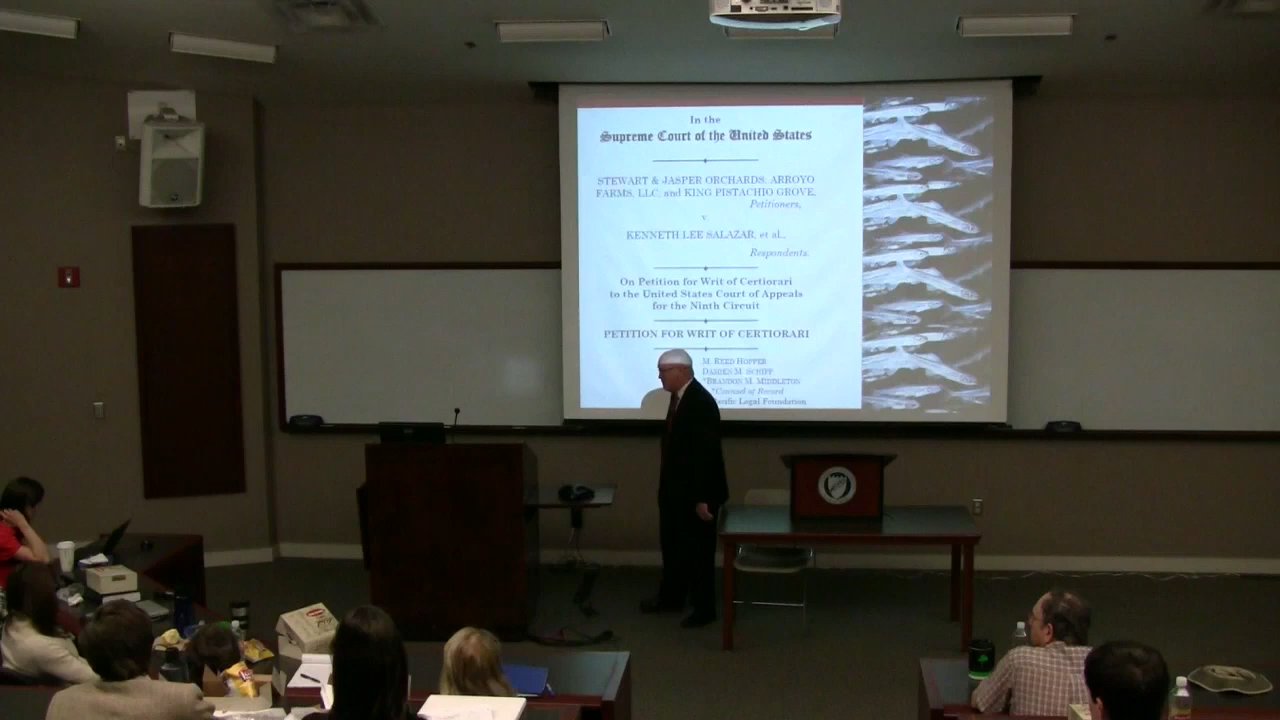 In the
Supreme Court of the United States
STEWART & JASPER ORCHARDS, ARROYO
FARMS, LLC, and KING PISTACHIO GROVE,
Petitioners,
v.
KENNETH LEE SALAZAR, et al.,
Respondents.
On Petition for Writ of Certiorari
to the United States Court of Appeals
for the Ninth Circuit
PETITION FOR WRIT OF CERTIORARI
M. REED HOPPER
DAMIEN M. SCHIFF
*BRANDON M. MIDDLETON
*Counsel of Record
Legal Foundation